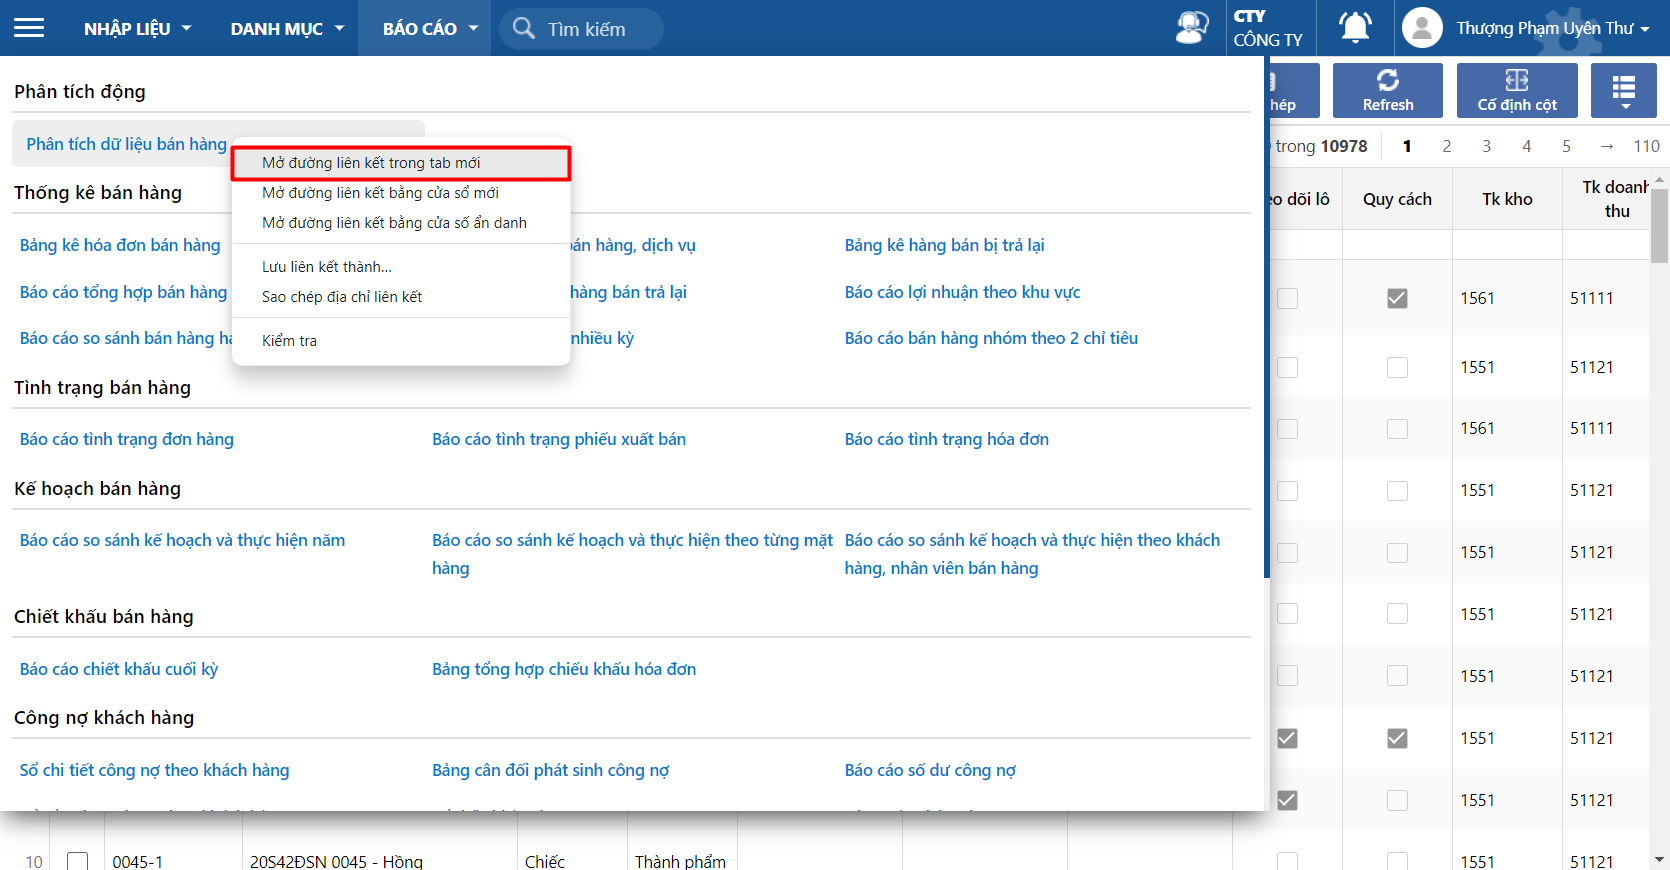 NHẬP LIỆU
DANH MỤC
BÁO CÁO
Tìm kiếm
CTY
CÔNG TY
Thượng Phạm Uyên Thư
Phân tích động
hép
Refresh
Cố định cột
Phân tích dữ liệu bán hàng
trong 10978
1 2 3 4 5 → 110
Mở đường liên kết trong tab mới
Mở đường liên kết bằng cửa sổ mới
Mở đường liên kết bằng cửa sổ ẩn danh
Lưu liên kết thành...
Sao chép địa chỉ liên kết
Kiểm tra
Thống kê bán hàng
eo dõi lô
Quy cách
Tk kho
Tk doanh
thu
Bảng kê hóa đơn bán hàng
bán hàng, dịch vụ
Bảng kê hàng bán bị trả lại
Báo cáo tổng hợp bán hàng
hàng bán trả lại
Báo cáo lợi nhuận theo khu vực
1561 51111
Báo cáo so sánh bán hàng
nhiều kỳ
Báo cáo bán hàng nhóm theo 2 chỉ tiêu
1551 51121
Tình trạng bán hàng
Báo cáo tình trạng đơn hàng
Báo cáo tình trạng phiếu xuất bán
Báo cáo tình trạng hóa đơn
1561 51111
Kế hoạch bán hàng
1551 51121
Báo cáo so sánh kế hoạch và thực hiện năm
Báo cáo so sánh kế hoạch và thực hiện theo từng mặt
hàng
Báo cáo so sánh kế hoạch và thực hiện theo khách
hàng, nhân viên bán hàng
1551 51121
Chiết khấu bán hàng
1551 51121
Báo cáo chiết khấu cuối kỳ
Bảng tổng hợp chiếu khấu hóa đơn
1551 51121
Công nợ khách hàng
1551 51121
Sổ chi tiết công nợ theo khách hàng
Bảng cân đối phát sinh công nợ
Báo cáo số dư công nợ
1551 51121
10 0045-1 20S42ĐSN 0045 - Hồng Chiếc Thành phẩm 1551 51121